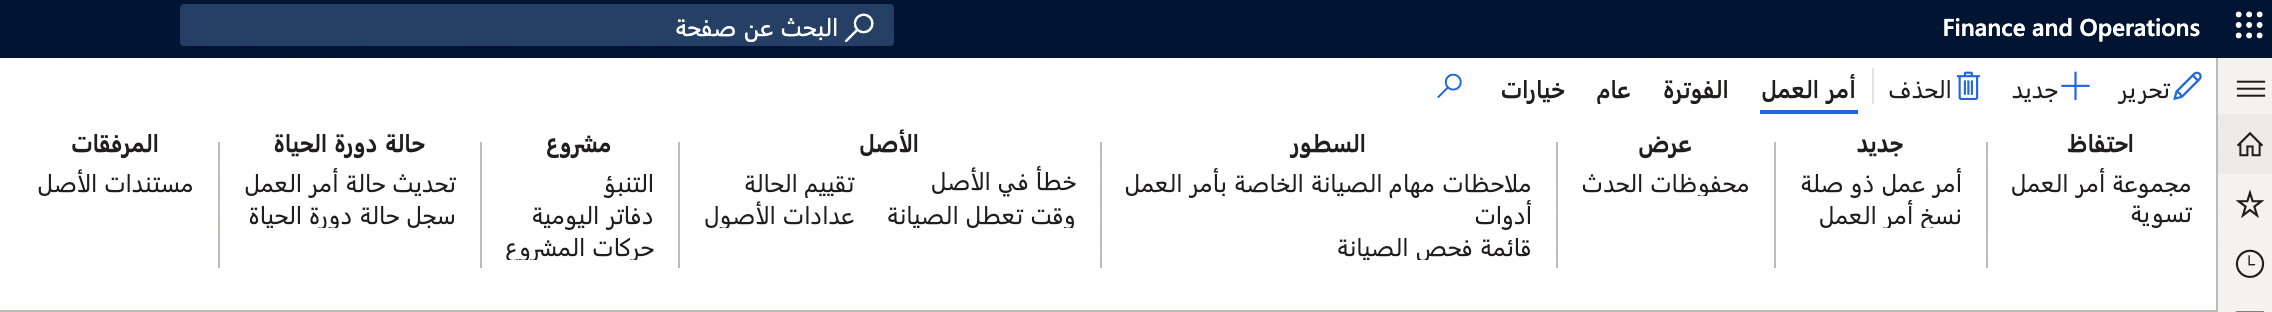 Finance and Operations
البحث عن صفحة
تحرير
جديد
الحذف
أمر العمل
الفوترة
عام
خيارات
احتفاظ
مجموعة أمر العمل
تسوية
جديد
أمر عمل ذو صلة
نسخ أمر العمل
عرض
محفوظات الحدث
السطور
ملاحظات مهام الصيانة الخاصة بأمر العمل
أدوات
قائمة فحص الصيانة
الأصل
خطأ في الأصل
وقت تعطل الصيانة
تقييم الحالة
عدادات الأصول
مشروع
التنبؤ
دفاتر اليومية
حركات المشروع
حالة دورة الحياة
تحديث حالة أمر العمل
سجل حالة دورة الحياة
المرفقات
مستندات الأصل